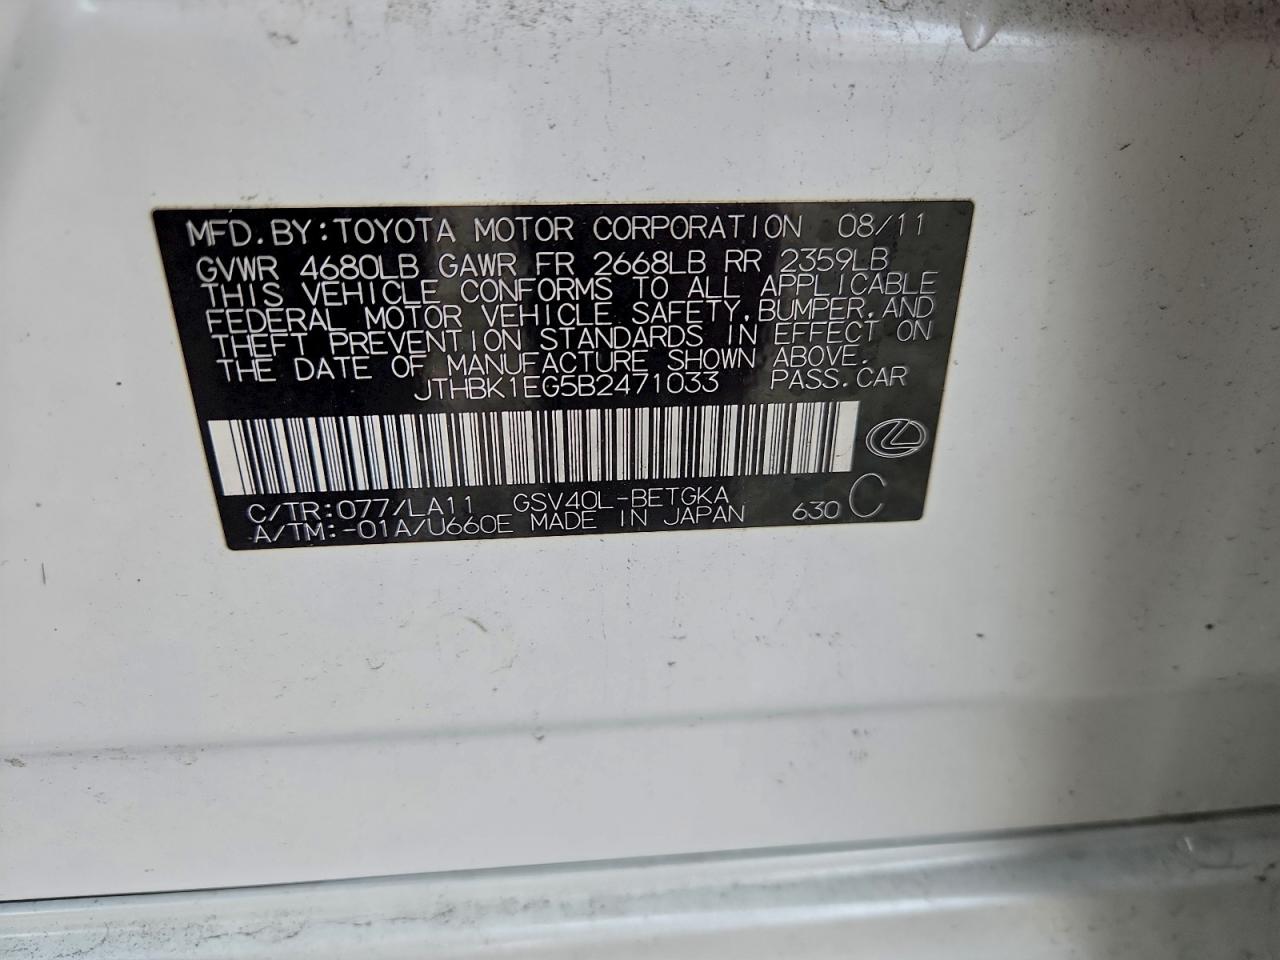 MFD.BY:TOYOTA MOTOR CORPORATION 08/11
GVWR 4680LB GAWR FR 2668LB RR 2359LB
THIS VEHICLE CONFORMS TO ALL APPLICABLE
FEDERAL MOTOR VEHICLE SAFETY,BUMPER,AND
THEFT PREVENTION STANDARDS IN EFFECT ON
THE DATE OF MANUFACTURE SHOWN ABOVE.
JTHBK1EG5B2471033 PASS.CAR
C/TR:077/LA11 GSV40L-BETGKA
A/TM:-01A/U660E MADE IN JAPAN 630 C